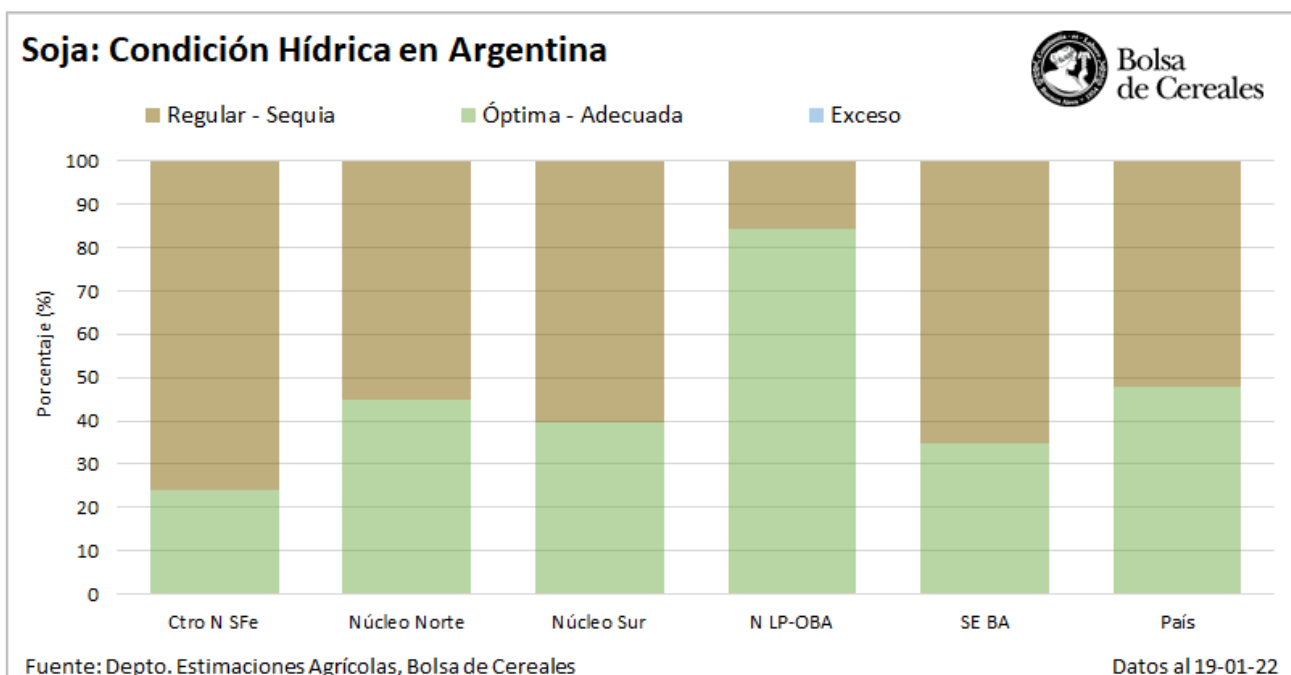 Soja: Condición Hídrica en Argentina
Bolsa
de Cereales
Regular - Sequia
Óptima - Adecuada
Exceso
Porcentaje (%)
100
90
80
70
60
50
40
30
20
10
0
Ctro N SFe
Núcleo Norte
Núcleo Sur
N LP-OBA
SE BA
País
Fuente: Depto. Estimaciones Agrícolas, Bolsa de Cereales
Datos al 19-01-22